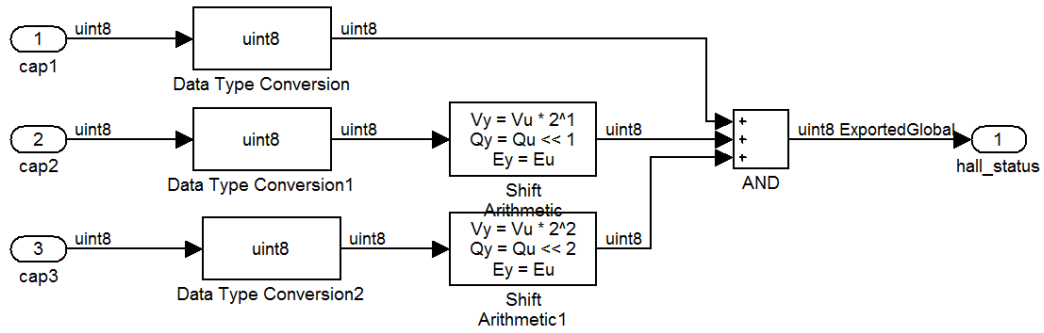 1
uint8
cap1
uint8
Data Type Conversion
uint8
2
uint8
cap2
uint8
Data Type Conversion1
uint8
Vy = Vu * 2^1
Qy = Qu << 1
Ey = Eu
Shift
Arithmetic
uint8
3
uint8
cap3
uint8
Data Type Conversion2
uint8
Vy = Vu * 2^2
Qy = Qu << 2
Ey = Eu
Shift
Arithmetic1
uint8
+
+
+
AND
uint8 ExportedGlobal
1
hall_status